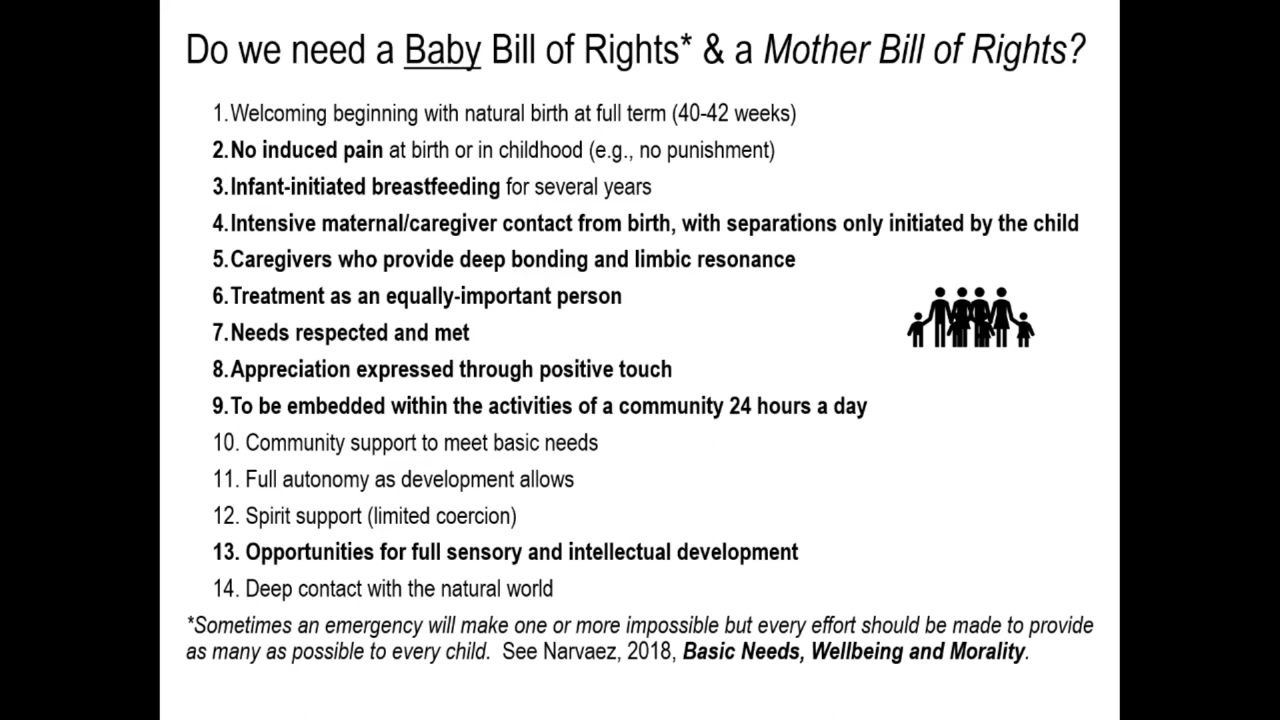 Do we need a Baby Bill of Rights* & a Mother Bill of Rights?
1.Welcoming beginning with natural birth at full term (40-42 weeks)
2.No induced pain at birth or in childhood (e.g., no punishment)
3.Infant-initiated breastfeeding for several years
4.Intensive maternal/caregiver contact from birth, with separations only initiated by the child
5.Caregivers who provide deep bonding and limbic resonance
6.Treatment as an equally-important person
7.Needs respected and met
8.Appreciation expressed through positive touch
9.To be embedded within the activities of a community 24 hours a day
10. Community support to meet basic needs
11. Full autonomy as development allows
12. Spirit support (limited coercion)
13. Opportunities for full sensory and intellectual development
14. Deep contact with the natural world
*Sometimes an emergency will make one or more impossible but every effort should be made to provide
as many as possible to every child. See Narvaez, 2018, Basic Needs, Wellbeing and Morality.